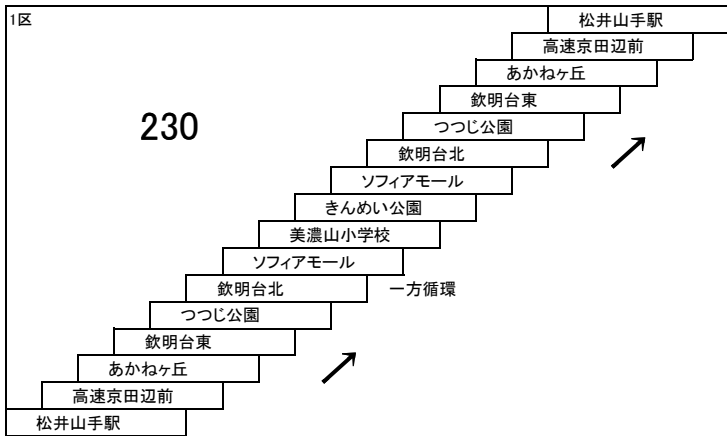 1区
松井山手駅
高速京田辺前
あかねヶ丘
欽明台東
230
つつじ公園
欽明台北
ソフィアモール
きんめい公園
美濃山小学校
ソフィアモール
欽明台北
一方循環
つつじ公園
欽明台東
あかねヶ丘
高速京田辺前
松井山手駅